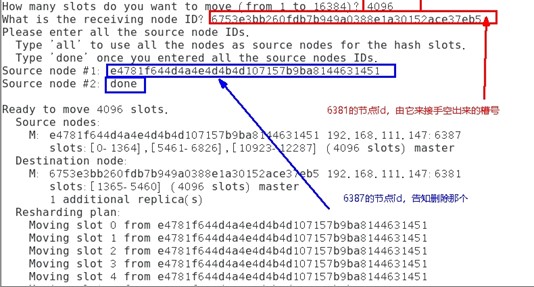 How many slots do you want to move (from 1 to 16384)? 4096
What is the receiving node ID? 6753e3bb260fdb7b949a0388e1a30152ace37eb5
Please enter all the source node IDs.
Type 'all' to use all the nodes as source nodes for the hash slots.
Type 'done' once you entered all the source nodes IDs.
Source node #1: e4781f644d4a4e4d4b4d107157b9ba8144631451
Source node #2: done
6381的节点id,由它来接手空出来的槽号
Ready to move 4096 slots.
Source nodes:
M: e4781f644d4a4e4d4b4d107157b9ba8144631451 192.168.111.147:6387
slots:[0-1364],[5461-6826],[10923-12287] (4096 slots) master
Destination node:
M: 6753e3bb260fdb7b949a0388e1a30152ace37eb5 192.168.111.147:6381
slots:[1365-5460] (4096 slots) master
1 additional replica(s)
6387的节点id,告知删除那个
Resharding plan:
Moving slot 0 from e4781f644d4a4e4d4b4d107157b9ba8144631451
Moving slot 1 from e4781f644d4a4e4d4b4d107157b9ba8144631451
Moving slot 2 from e4781f644d4a4e4d4b4d107157b9ba8144631451
Moving slot 3 from e4781f644d4a4e4d4b4d107157b9ba8144631451
Moving slot 4 from e4781f644d4a4e4d4b4d107157b9ba8144631451